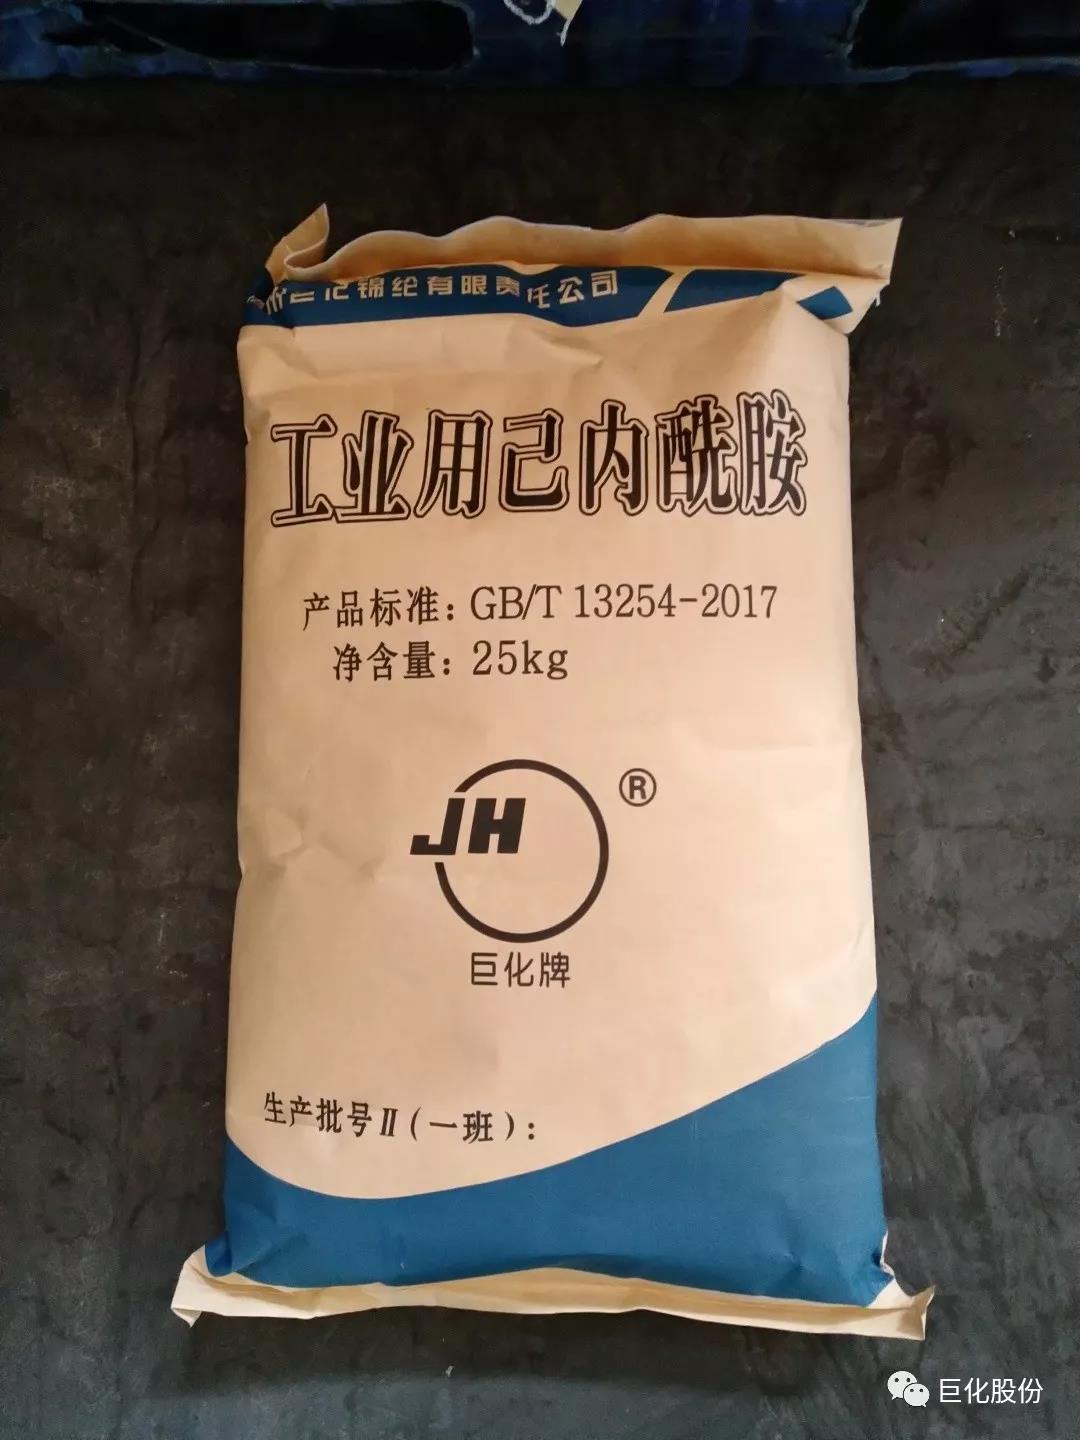 巨化锦纶有限责任公司
工业用己内酰胺
产品标准：GB/T 13254-2017
净含量：25kg
JH ®
巨化牌
生产批号Ⅱ（一班）：
巨化股份